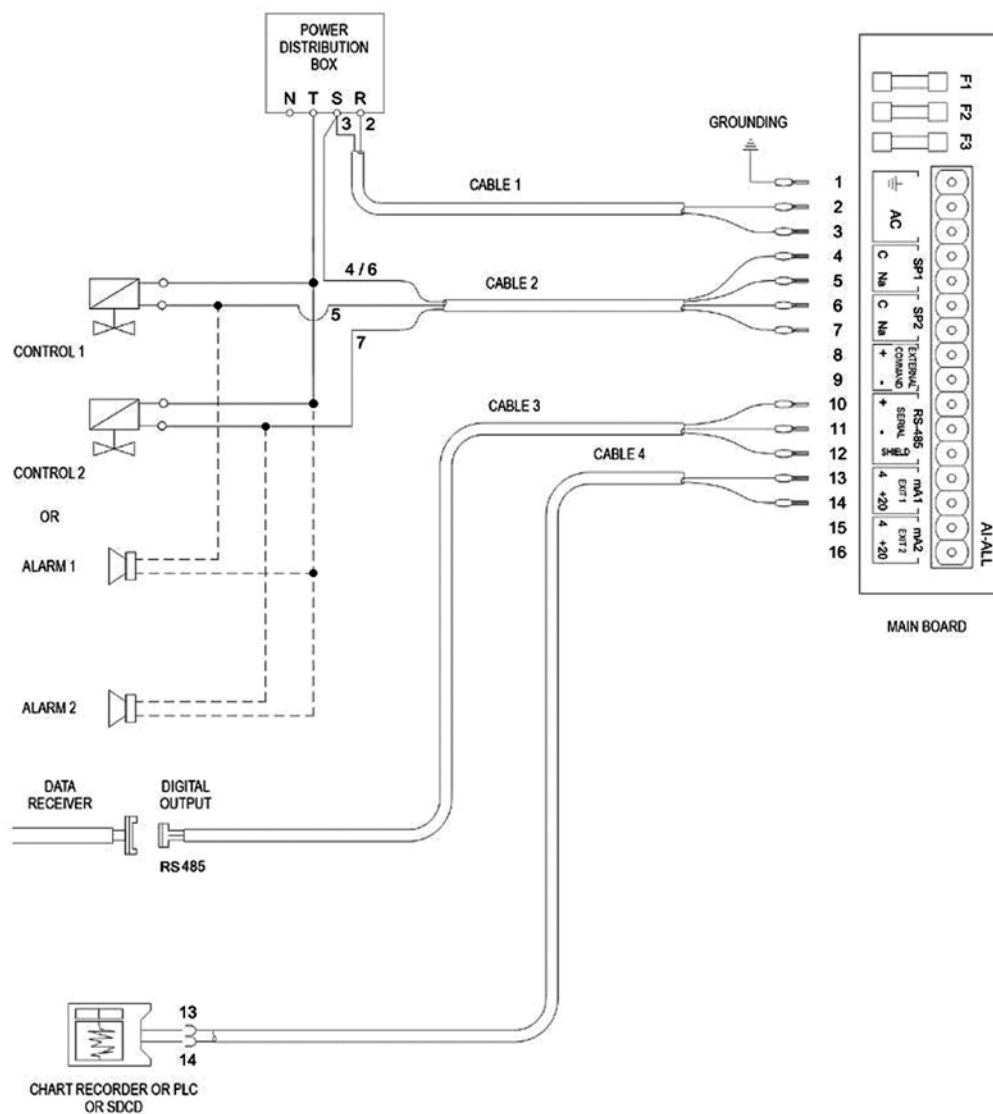 POWER
DISTRIBUTION
BOX
N T S R
3 2
GROUNDING
CABLE 1
4 / 6
CABLE 2
5
7
CONTROL 1
CONTROL 2
OR
ALARM 1
ALARM 2
CABLE 3
CABLE 4
DATA
RECEIVER
DIGITAL
OUTPUT
RS485
13
14
CHART RECORDER OR PLC
OR SDCD
1
2
3
4
5
6
7
8
9
10
11
12
13
14
15
16
F1
F2
F3
AC
C Na SP1
C Na SP2
+ - EXTERNAL
COMMAND
+ - SHIELD
SERIAL
RS-485
4 +20 EXIT 1 mA1
4 +20 EXIT 2 mA2
AI-ALL
MAIN BOARD